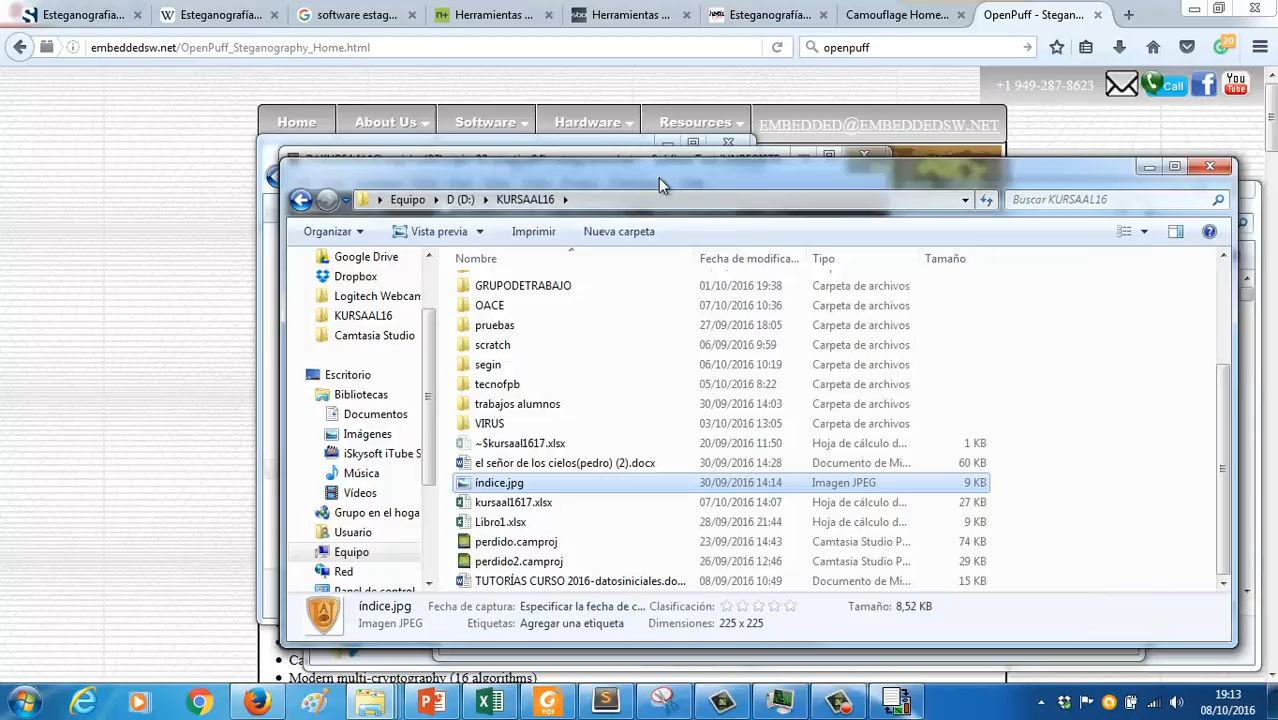 Esteganografía...
Esteganografía...
software estag...
Herramientas ...
Herramientas ...
Esteganografía...
Camouflage Home...
OpenPuff - Stegan...
embeddedsw.net/OpenPuff_Steganography_Home.html
openpuff
20
+1 949-287-8623
Call
You
Tube
Home
About Us
Software
Hardware
Resources
EMBEDDED@EMBEDDEDSW.NET
Equipo
D (D:)
KURSAAL16
Buscar KURSAAL16
Organizar
Vista previa
Imprimir
Nueva carpeta
Google Drive
Dropbox
Logitech Webcam
KURSAAL16
Camtasia Studio
Escritorio
Bibliotecas
Documentos
Imágenes
iSkysoft iTube S
Música
Vídeos
Grupo en el hoga
Usuario
Equipo
Red
Panel de control
Nombre Fecha de modifica... Tipo Tamaño
GRUPODETRABAJO 01/10/2016 19:38 Carpeta de archivos
OACE 07/10/2016 10:36 Carpeta de archivos
pruebas 27/09/2016 18:05 Carpeta de archivos
scratch 06/09/2016 9:59 Carpeta de archivos
segin 06/10/2016 10:19 Carpeta de archivos
tecnofpb 05/10/2016 8:22 Carpeta de archivos
trabajos alumnos 30/09/2016 14:03 Carpeta de archivos
VIRUS 03/10/2016 13:05 Carpeta de archivos
~$kursaal1617.xlsx 20/09/2016 11:50 Hoja de cálculo d... 1 KB
el señor de los cielos(pedro) (2).docx 30/09/2016 14:28 Documento de Mi... 60 KB
índice.jpg 30/09/2016 14:14 Imagen JPEG 9 KB
kursaal1617.xlsx 07/10/2016 14:07 Hoja de cálculo d... 27 KB
Libro1.xlsx 28/09/2016 21:44 Hoja de cálculo d... 9 KB
perdido.camproj 23/09/2016 14:43 Camtasia Studio P... 74 KB
perdido2.camproj 26/09/2016 12:46 Camtasia Studio P... 29 KB
TUTORÍAS CURSO 2016-datosiniciales.do... 08/09/2016 10:49 Documento de Mi... 15 KB
índice.jpg Fecha de captura: Especificar la fecha de c... Clasificación: Tamaño: 8,52 KB
Imagen JPEG Etiquetas: Agregar una etiqueta Dimensiones: 225 x 225
Modern multi-cryptography (16 algorithms)
PDF
19:13
08/10/2016